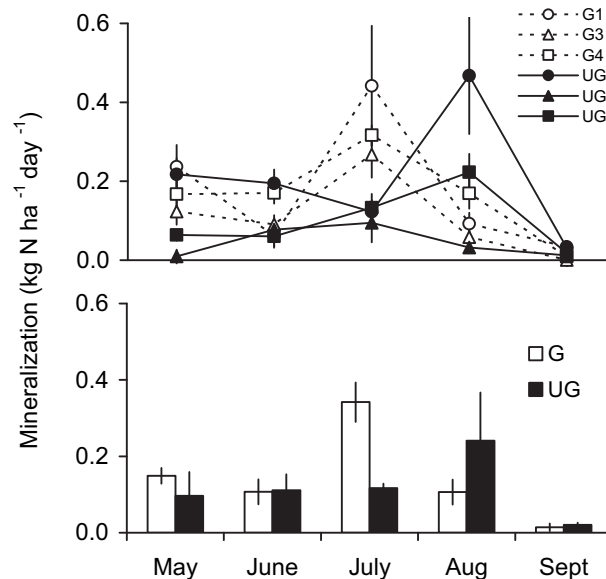 0.6
0.4
0.2
0.0
G1
G3
G4
UG
UG
UG
Mineralization (kg N ha⁻¹ day⁻¹)
0.6
0.4
0.2
0.0
G
UG
May June July Aug Sept